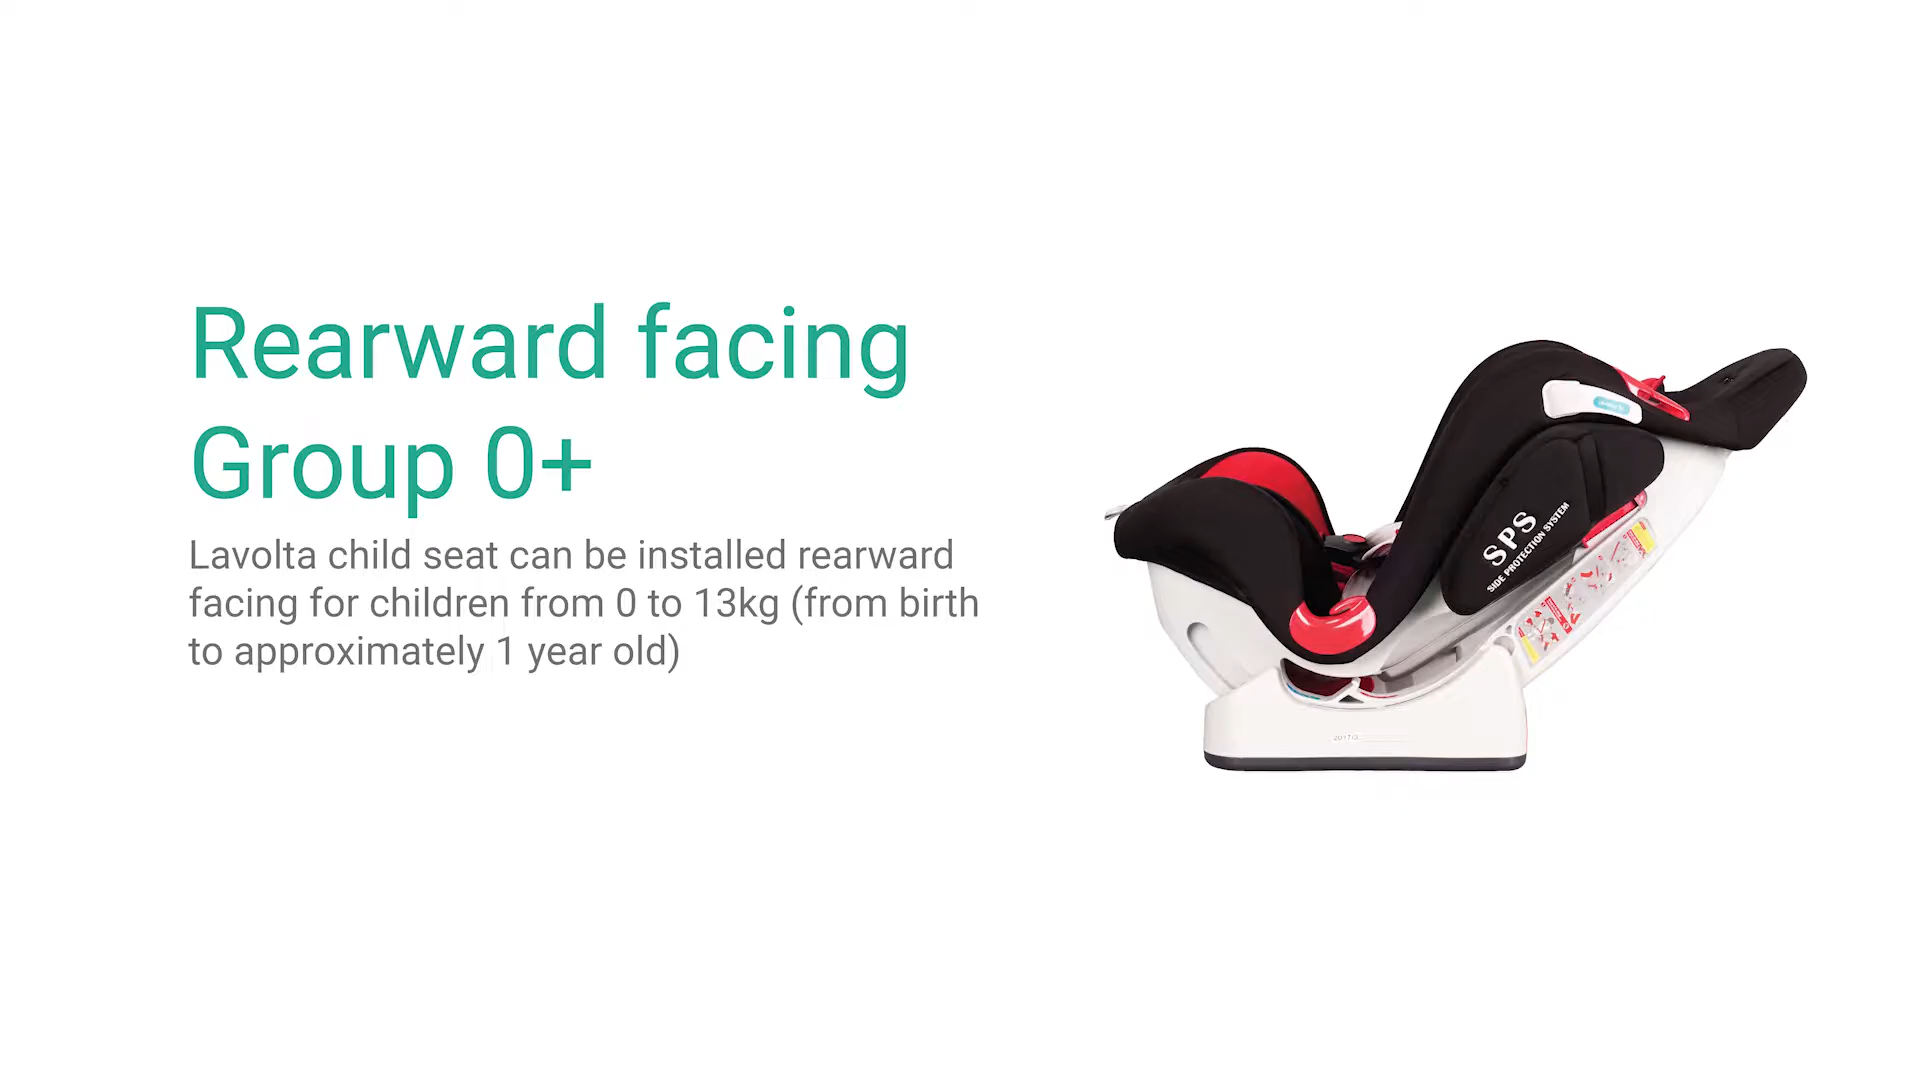 Rearward facing
Group 0+
Lavolta child seat can be installed rearward
facing for children from 0 to 13kg (from birth
to approximately 1 year old)
SPS
SIDE PROTECTION SYSTEM